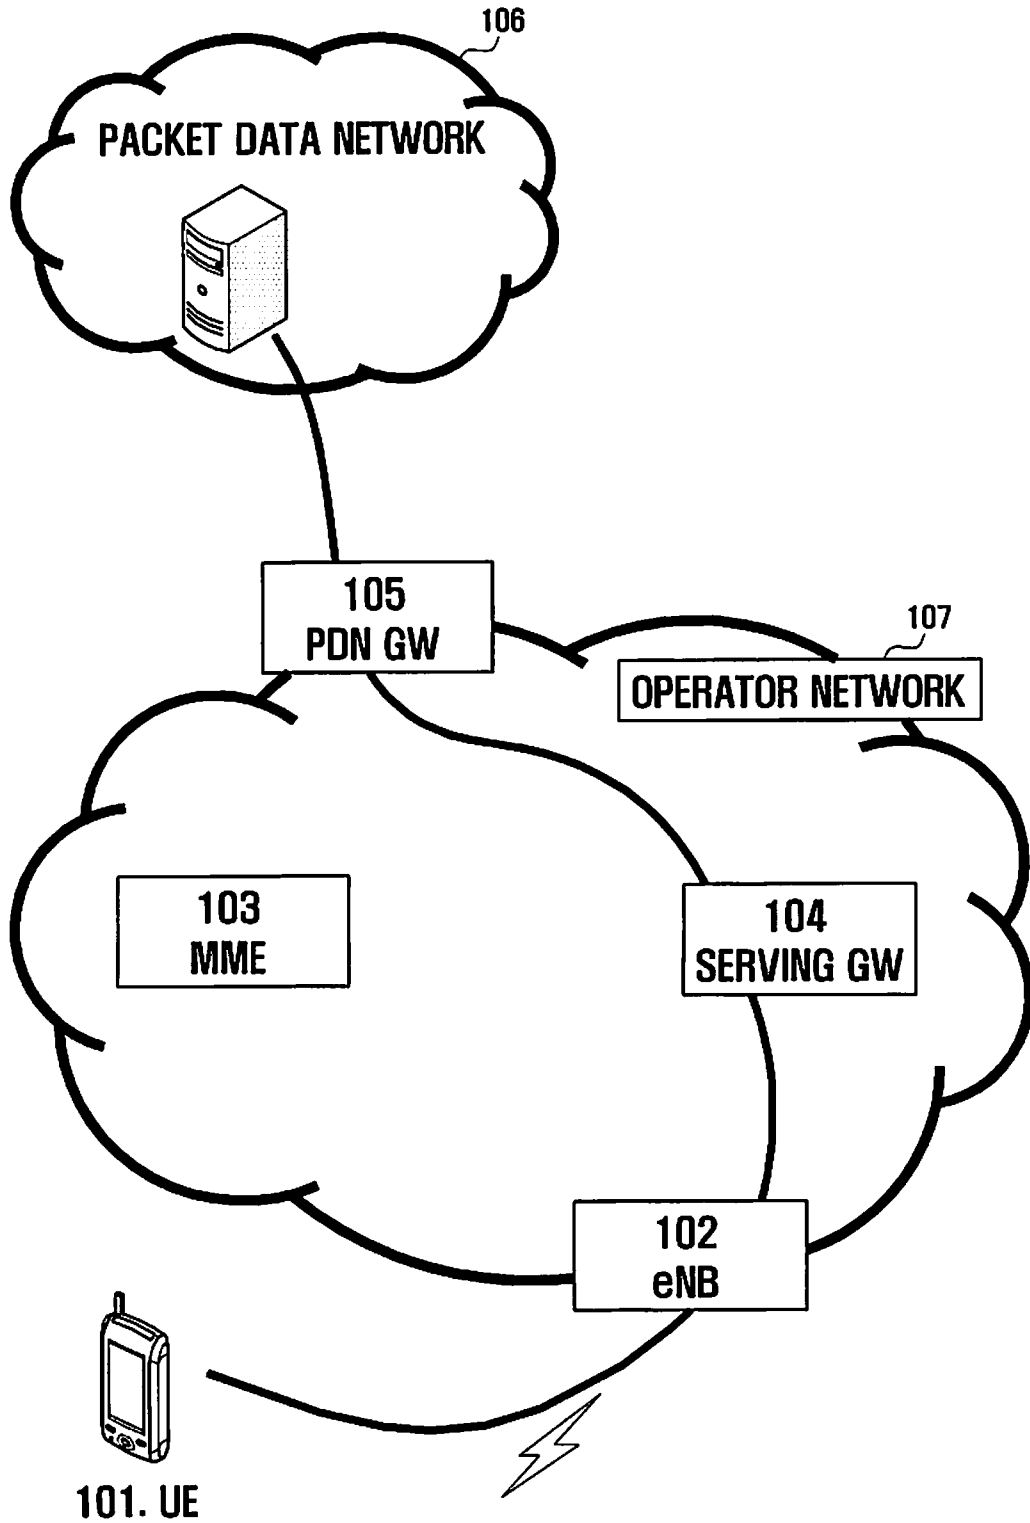 106
PACKET DATA NETWORK
105
PDN GW
107
OPERATOR NETWORK
103
MME
104
SERVING GW
102
eNB
101. UE